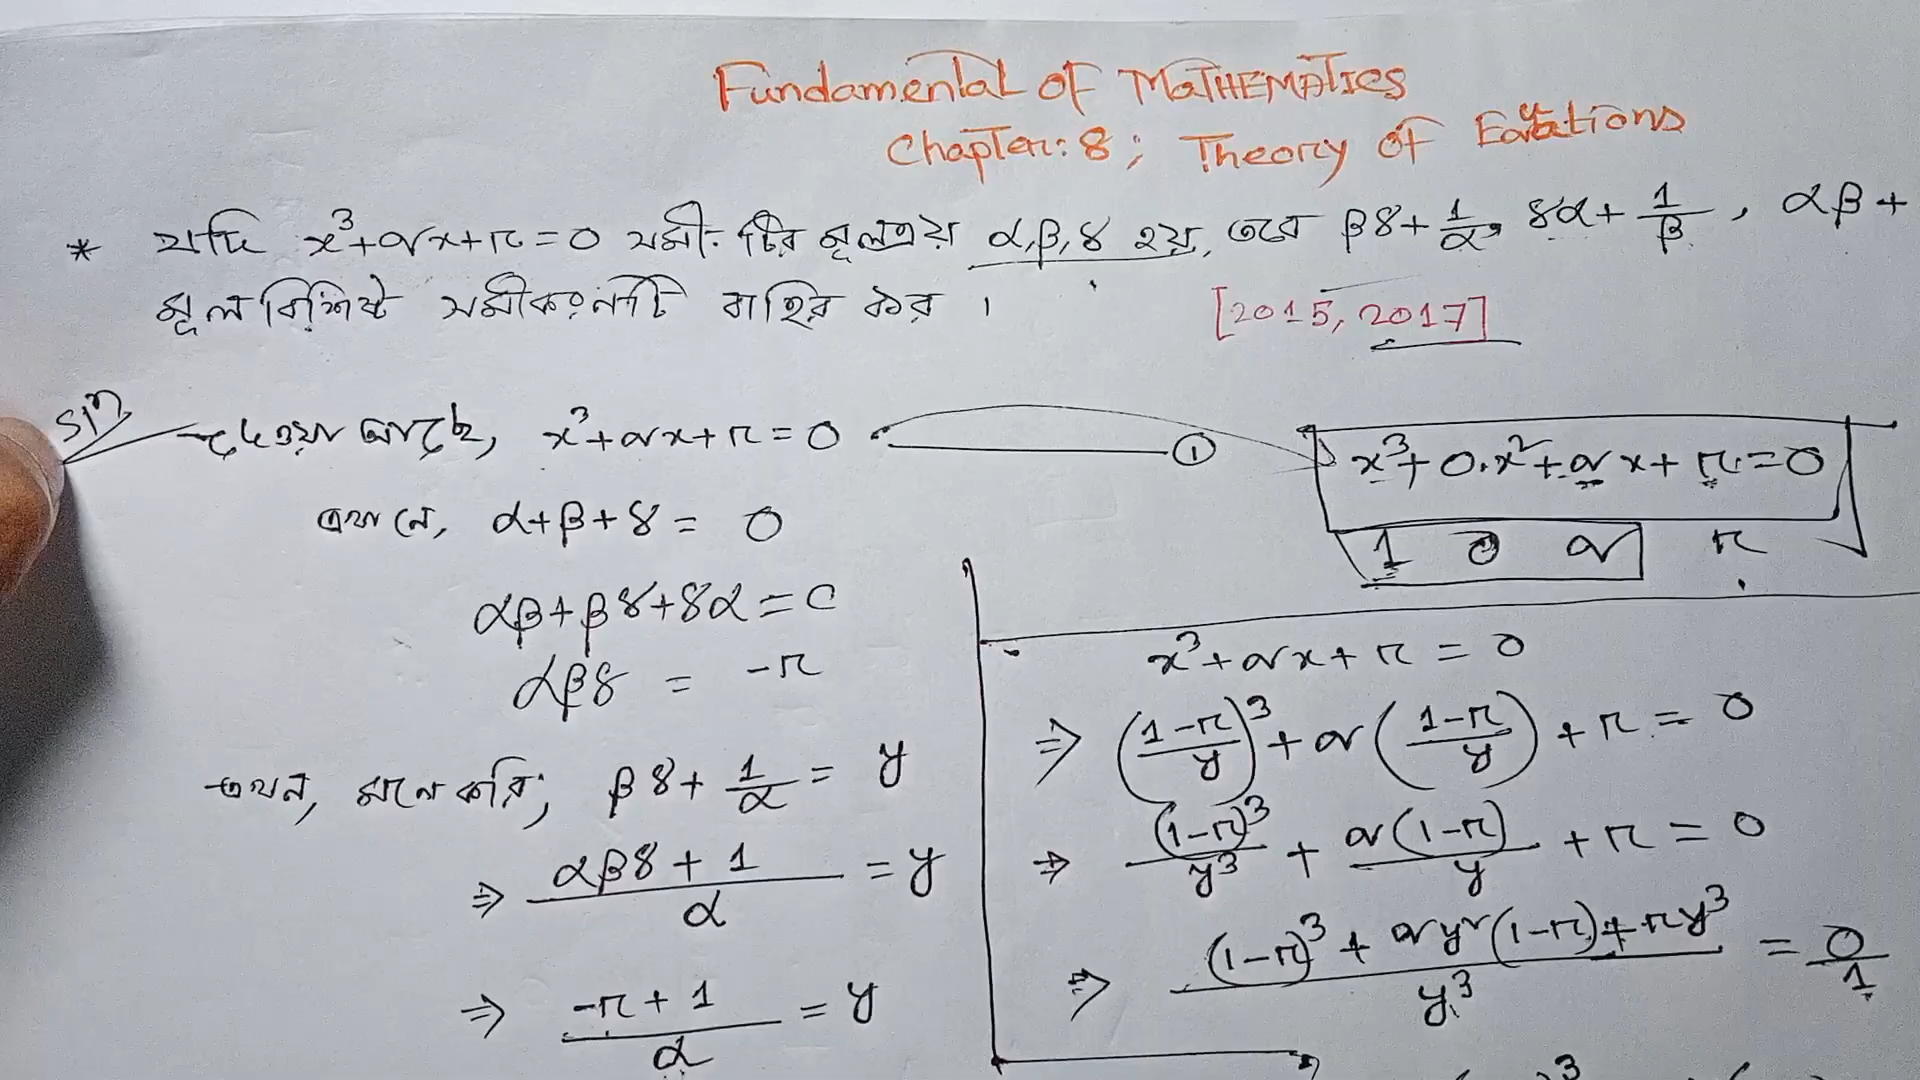 Fundamental of MATHEMATICS
Chapter: 8; Theory of Equations
* যদি x³+qx+r=0 সমী: টির মূলত্রয় α,β,γ হয়, তবে βγ+1/α, γα+1/β, αβ+
মূল বিশিষ্ট সমীকরণটি বাহির কর। [2015, 2017]
Slⁿ দেওয়া আছে, x³+qx+r=0 ①
x³+0.x²+qx+r=0
1 0 q r
এখানে, α+β+γ = 0
αβ+βγ+γα=
αβγ = -r
এখন, মনে করি, βγ+1/α = y
⇒ (αβγ+1)/α = y
⇒ (-r+1)/α = y
x³+qx+r=0
⇒ ((1-r)/y)³+q((1-r)/y)+r=0
⇒ (1-r)³/y³ + q(1-r)/y + r = 0
⇒ ((1-r)³ + qy²(1-r)+ry³)/y³ = 0/1